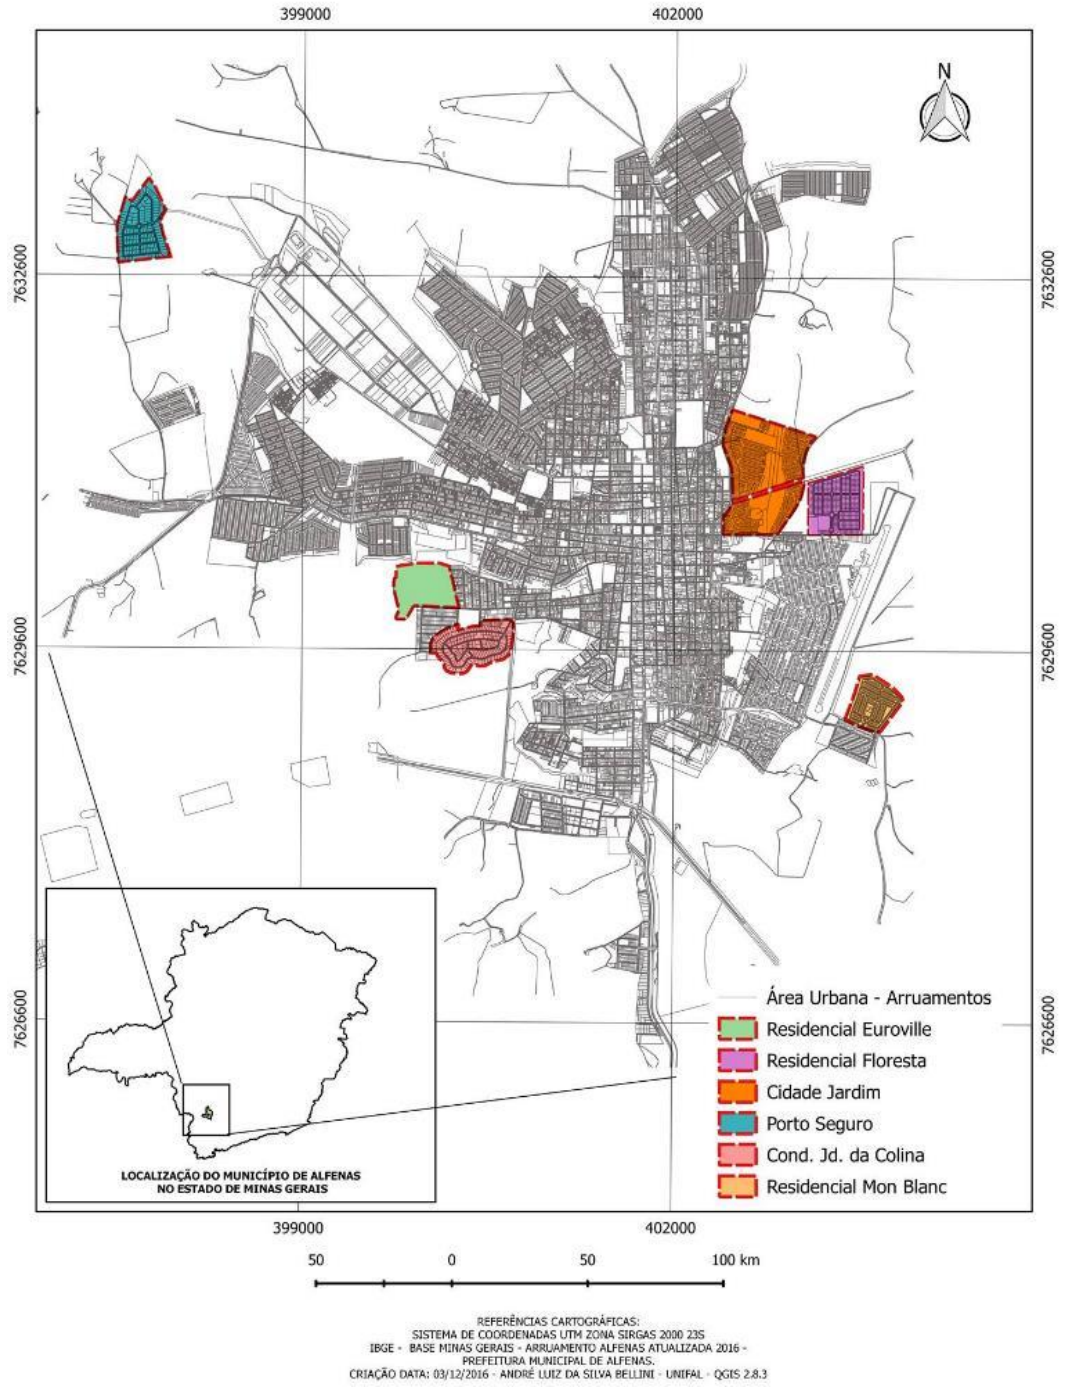 399000
402000
N
7632600
7632600
7629600
7629600
7626600
7626600
Área Urbana - Arruamentos
Residencial Euroville
Residencial Floresta
Cidade Jardim
Porto Seguro
Cond. Jd. da Colina
Residencial Mon Blanc
LOCALIZAÇÃO DO MUNICÍPIO DE ALFENAS
NO ESTADO DE MINAS GERAIS
399000
402000
50 0 50 100 km
REFERÊNCIAS CARTOGRÁFICAS:
SISTEMA DE COORDENADAS UTM ZONA SIRGAS 2000 23S
IBGE - BASE MINAS GERAIS - ARRUAMENTO ALFENAS ATUALIZADA 2016 -
PREFEITURA MUNICIPAL DE ALFENAS.
CRIAÇÃO DATA: 03/12/2016 - ANDRÉ LUIZ DA SILVA BELLINI - UNIFAL - QGIS 2.8.3